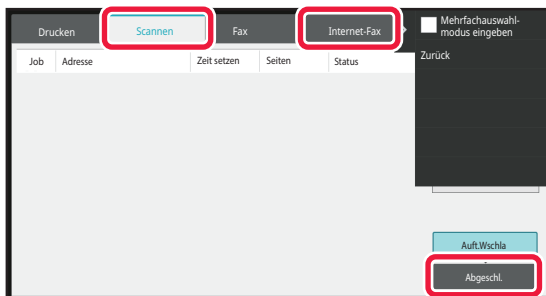 Drucken Scannen Fax Internet-Fax
Mehrfachauswahl-
modus eingeben
Job Adresse Zeit setzen Seiten Status
Zurück
Auft.Wschla
Abgeschl.